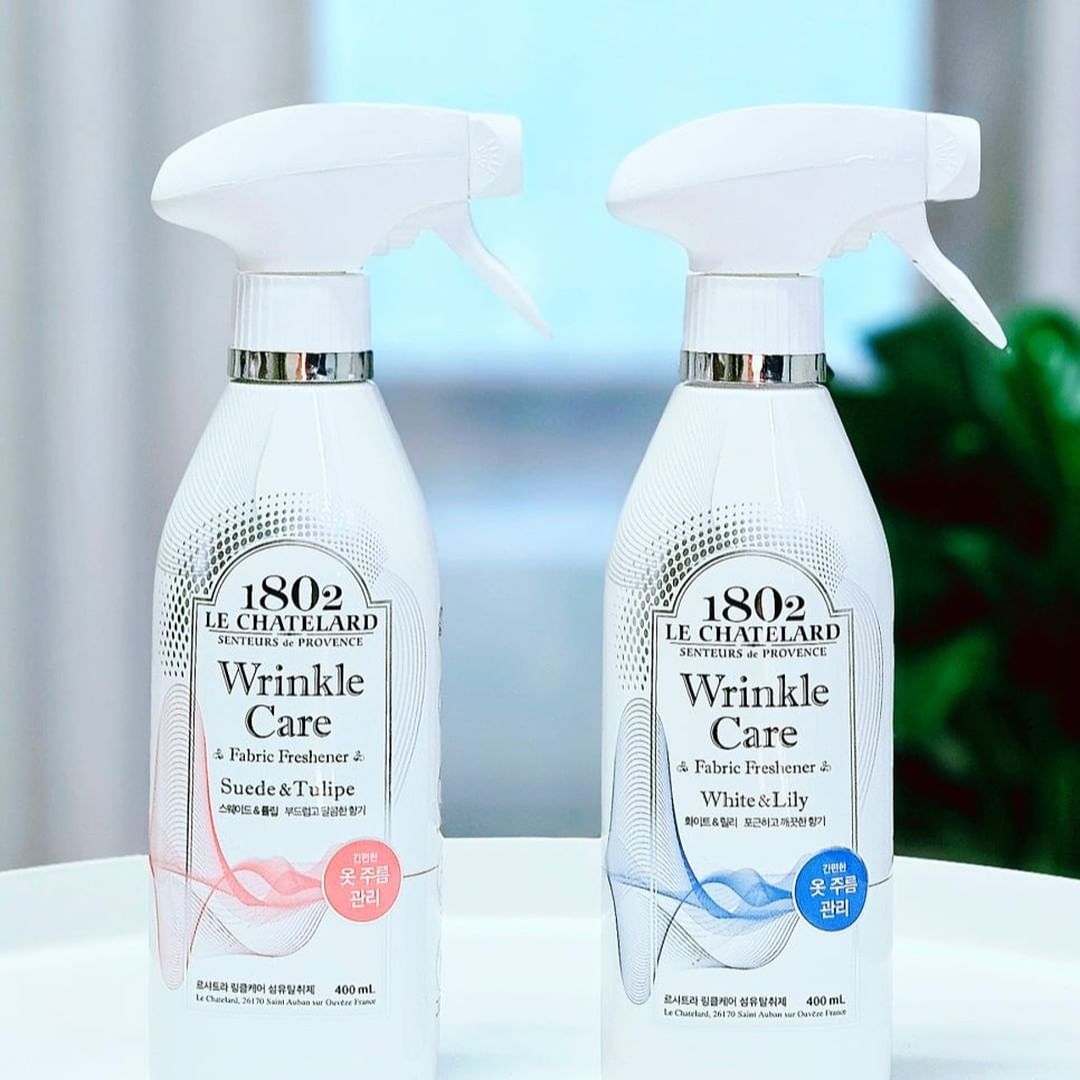 1802
LE CHATELARD
SENTEURS de PROVENCE
Wrinkle
Care
Fabric Freshener
Suede & Tulipe
스웨이드 & 튤립 부드럽고 달콤한 향기
간편한
옷 주름
관리
르샤트라 링클케어 섬유탈취제 400 mL
Le Chatelard, 26170 Saint Auban sur Ouvèze France
1802
LE CHATELARD
SENTEURS de PROVENCE
Wrinkle
Care
Fabric Freshener
White & Lily
화이트 & 릴리 포근하고 깨끗한 향기
간편한
옷 주름
관리
르샤트라 링클케어 섬유탈취제 400 mL
Le Chatelard, 26170 Saint Auban sur Ouvèze France